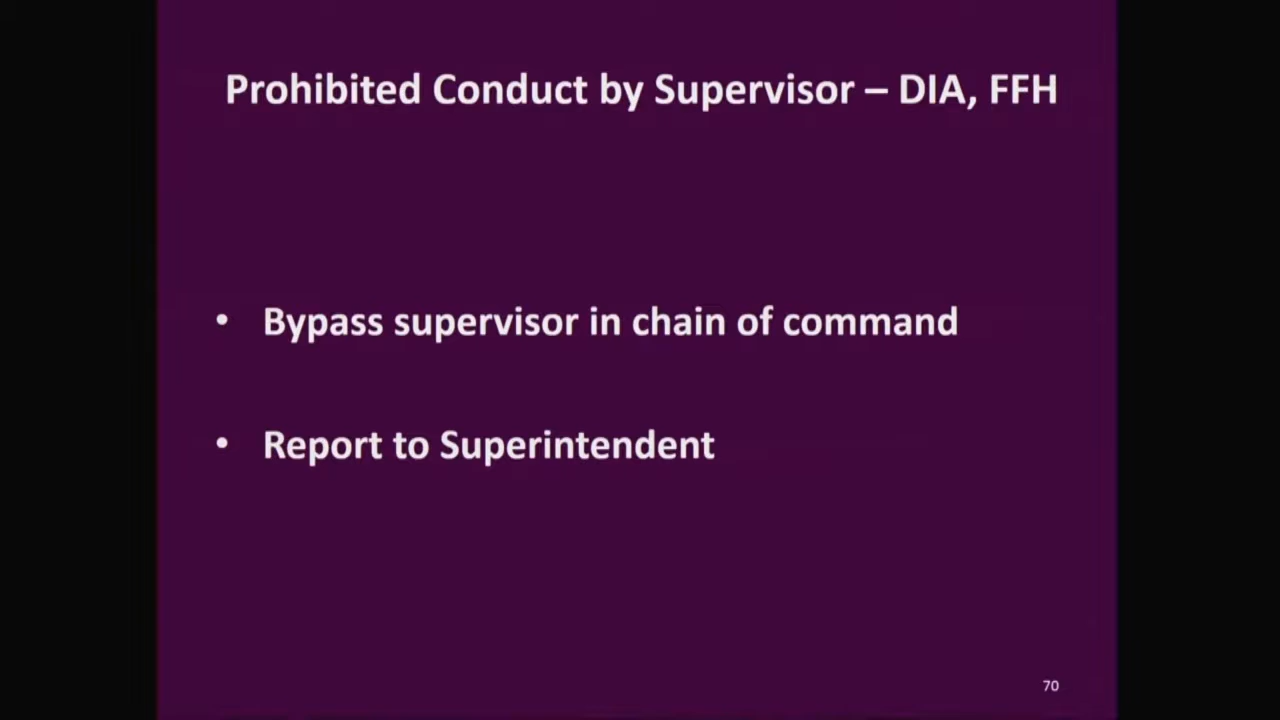 Prohibited Conduct by Supervisor – DIA, FFH
• Bypass supervisor in chain of command
• Report to Superintendent
70